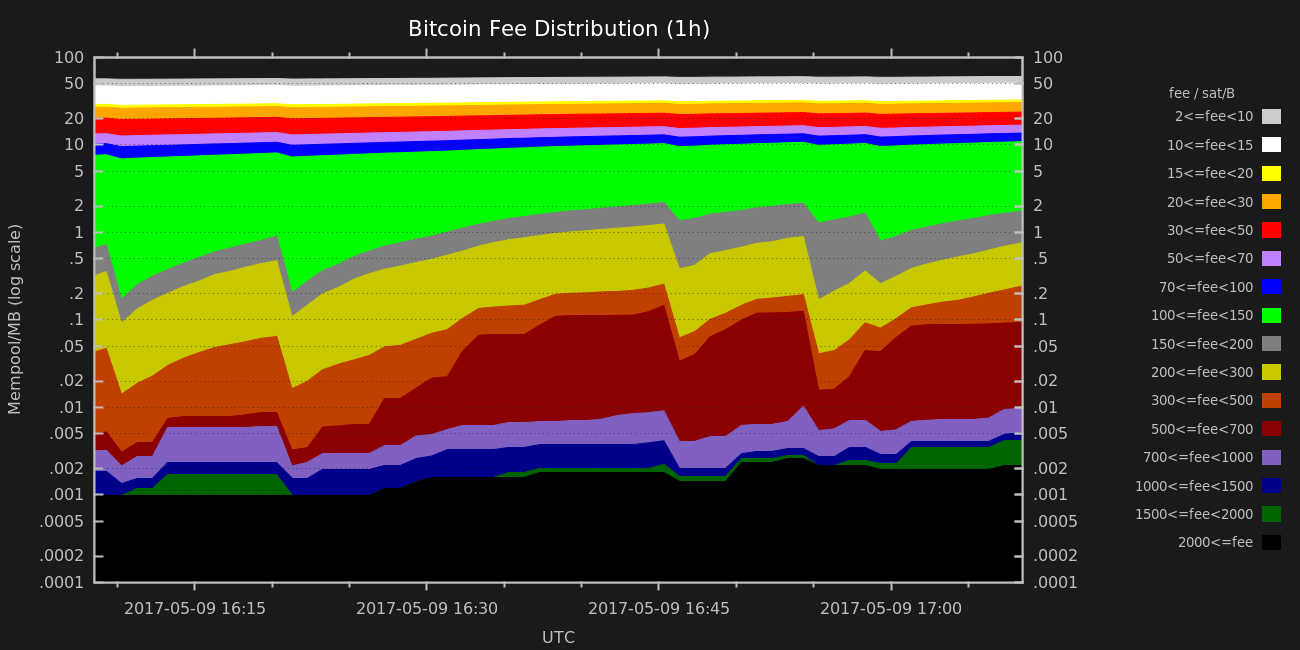 Bitcoin Fee Distribution (1h)
Mempool/MB (log scale)
100
50
20
10
5
2
1
.5
.2
.1
.05
.02
.01
.005
.002
.001
.0005
.0002
.0001
100
50
20
10
5
2
1
.5
.2
.1
.05
.02
.01
.005
.002
.001
.0005
.0002
.0001
2017-05-09 16:15
2017-05-09 16:30
2017-05-09 16:45
2017-05-09 17:00
UTC
fee / sat/B
2<=fee<10
10<=fee<15
15<=fee<20
20<=fee<30
30<=fee<50
50<=fee<70
70<=fee<100
100<=fee<150
150<=fee<200
200<=fee<300
300<=fee<500
500<=fee<700
700<=fee<1000
1000<=fee<1500
1500<=fee<2000
2000<=fee